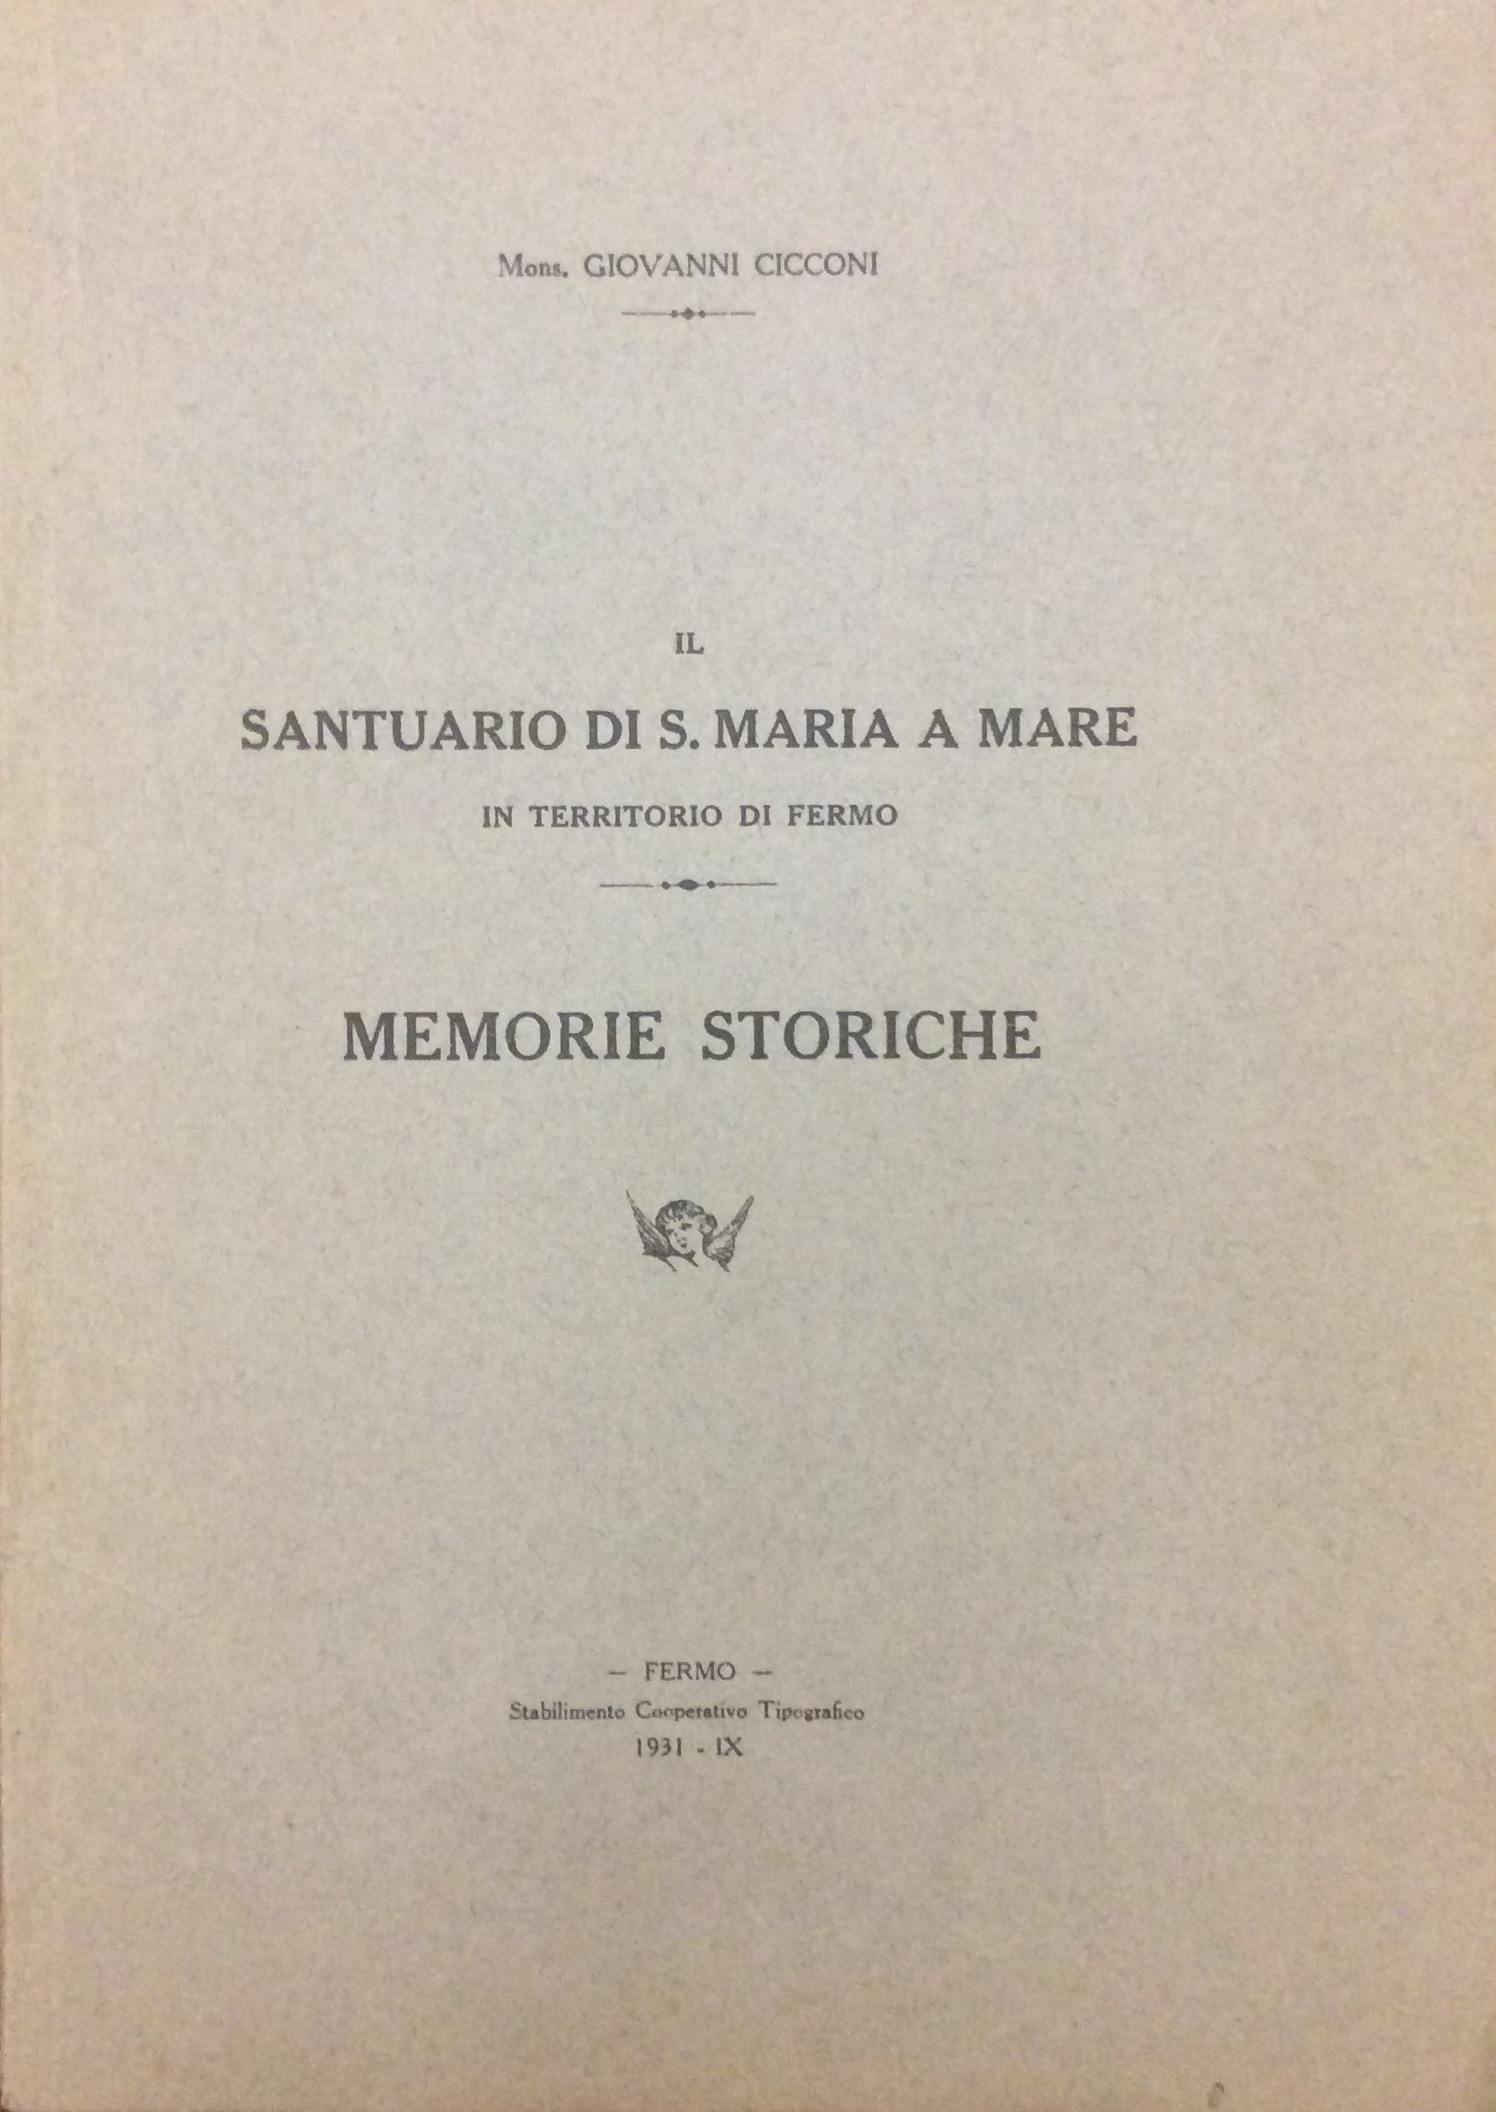 Mons. GIOVANNI CICCONI
IL
SANTUARIO DI S. MARIA A MARE
IN TERRITORIO DI FERMO
MEMORIE STORICHE
— FERMO —
Stabilimento Cooperativo Tipografico
1931 - IX